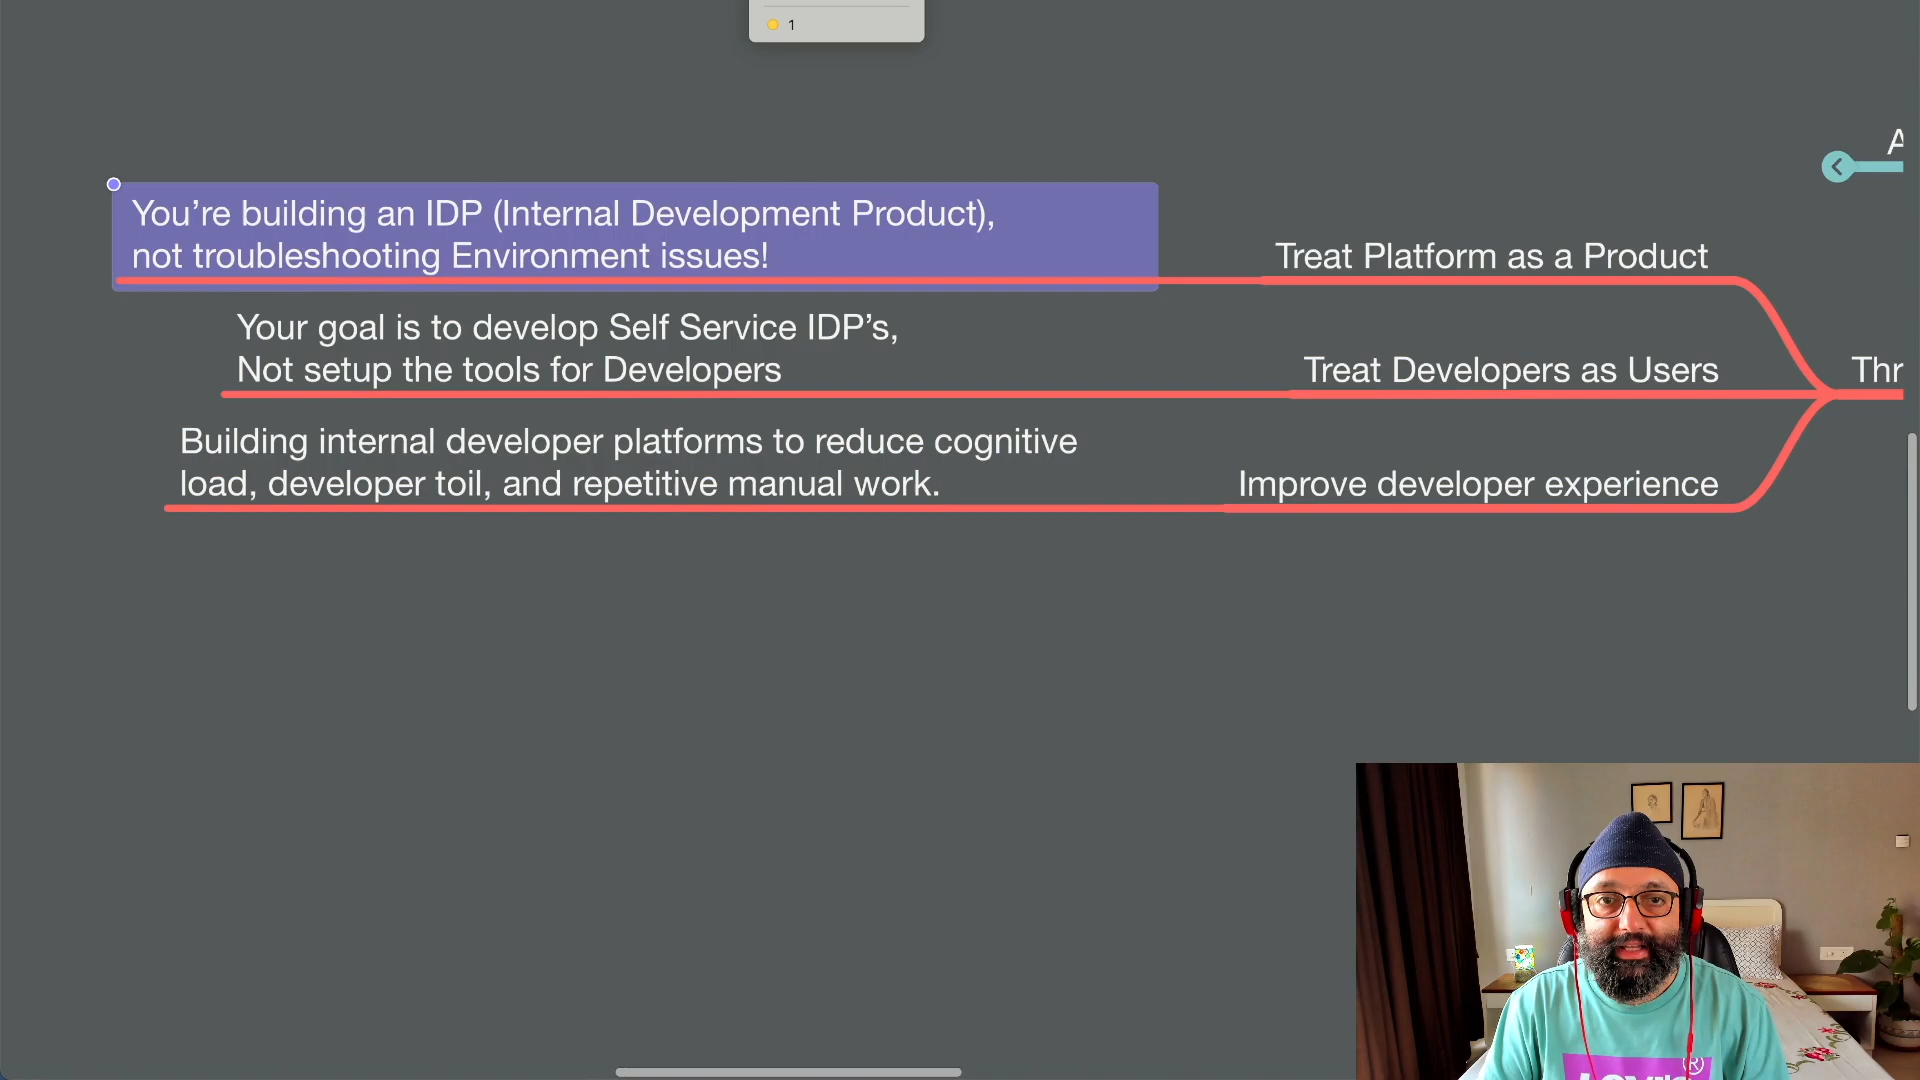 1
You’re building an IDP (Internal Development Product),
not troubleshooting Environment issues!
Treat Platform as a Product
Your goal is to develop Self Service IDP’s,
Not setup the tools for Developers
Treat Developers as Users
Building internal developer platforms to reduce cognitive
load, developer toil, and repetitive manual work.
Improve developer experience